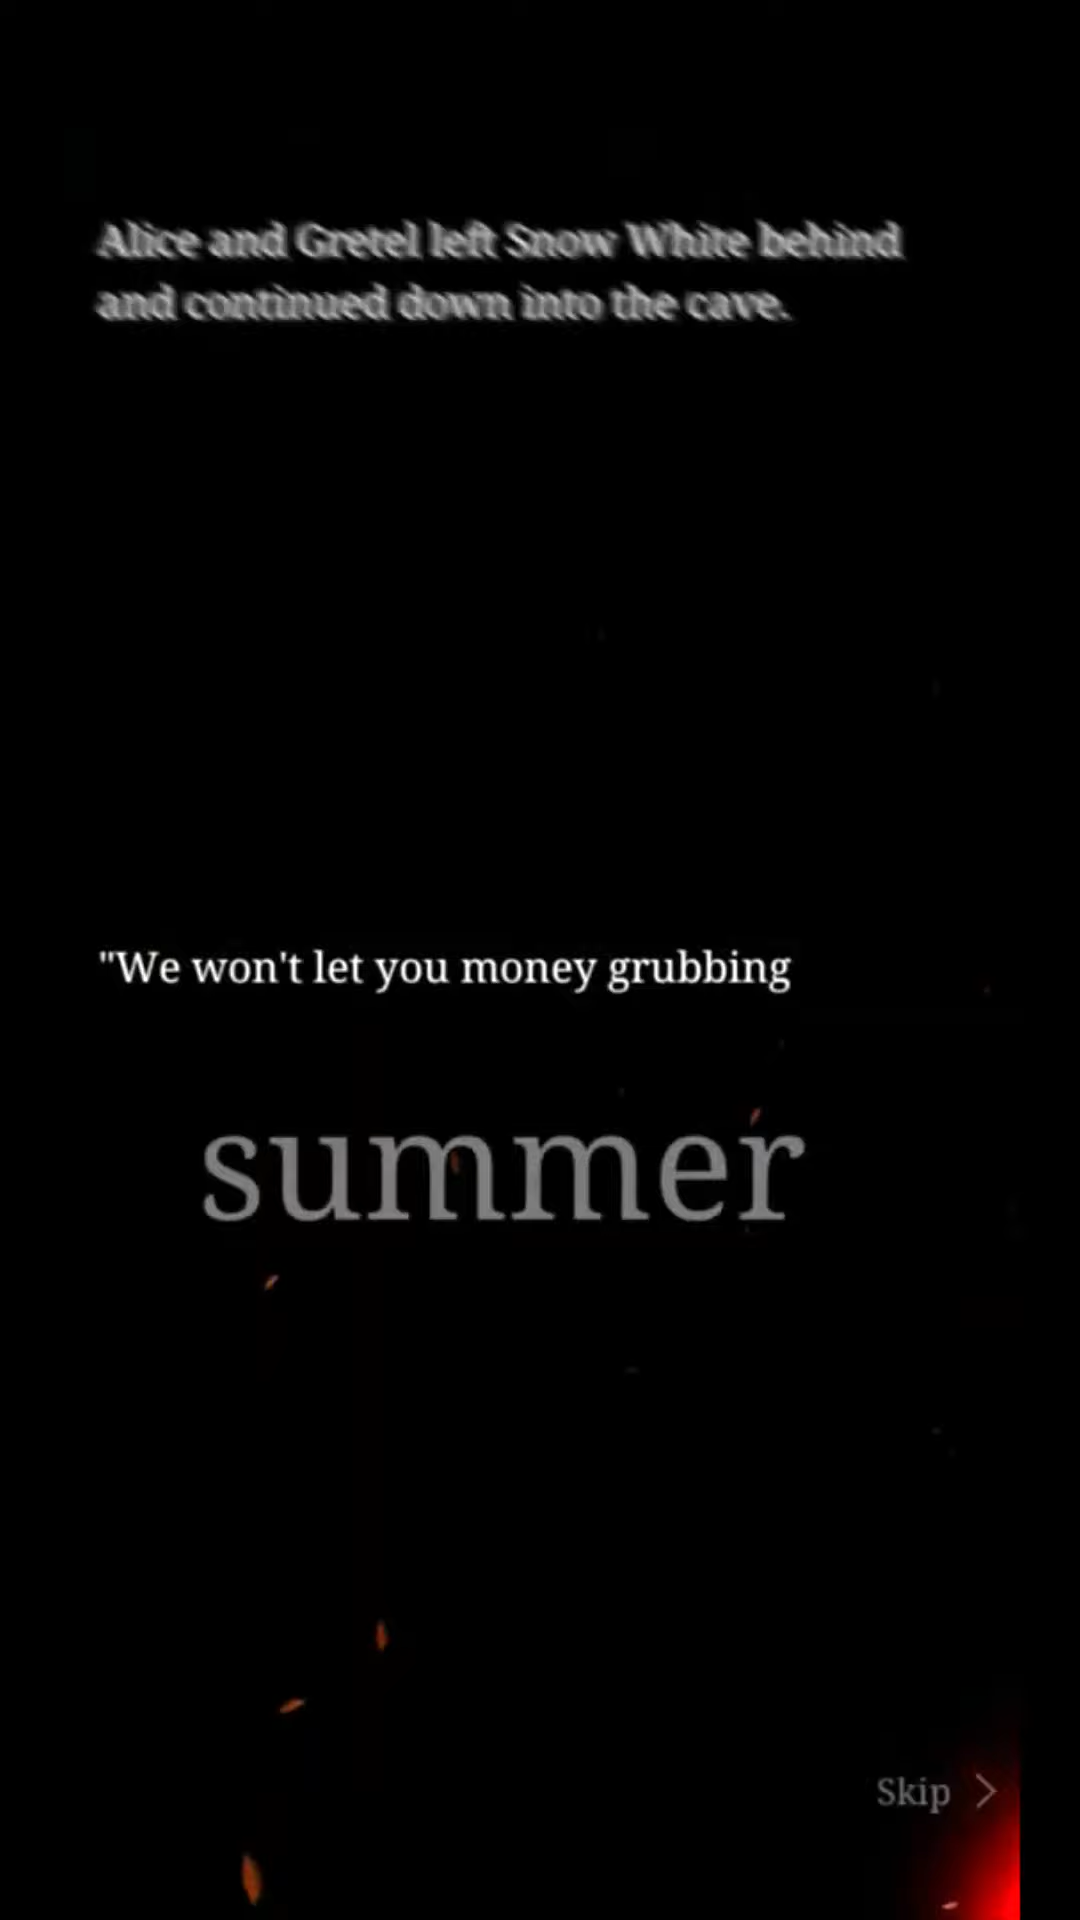 Alice and Gretel left Snow White behind
and continued down into the cave.
"We won't let you money grubbing
summer
Skip >